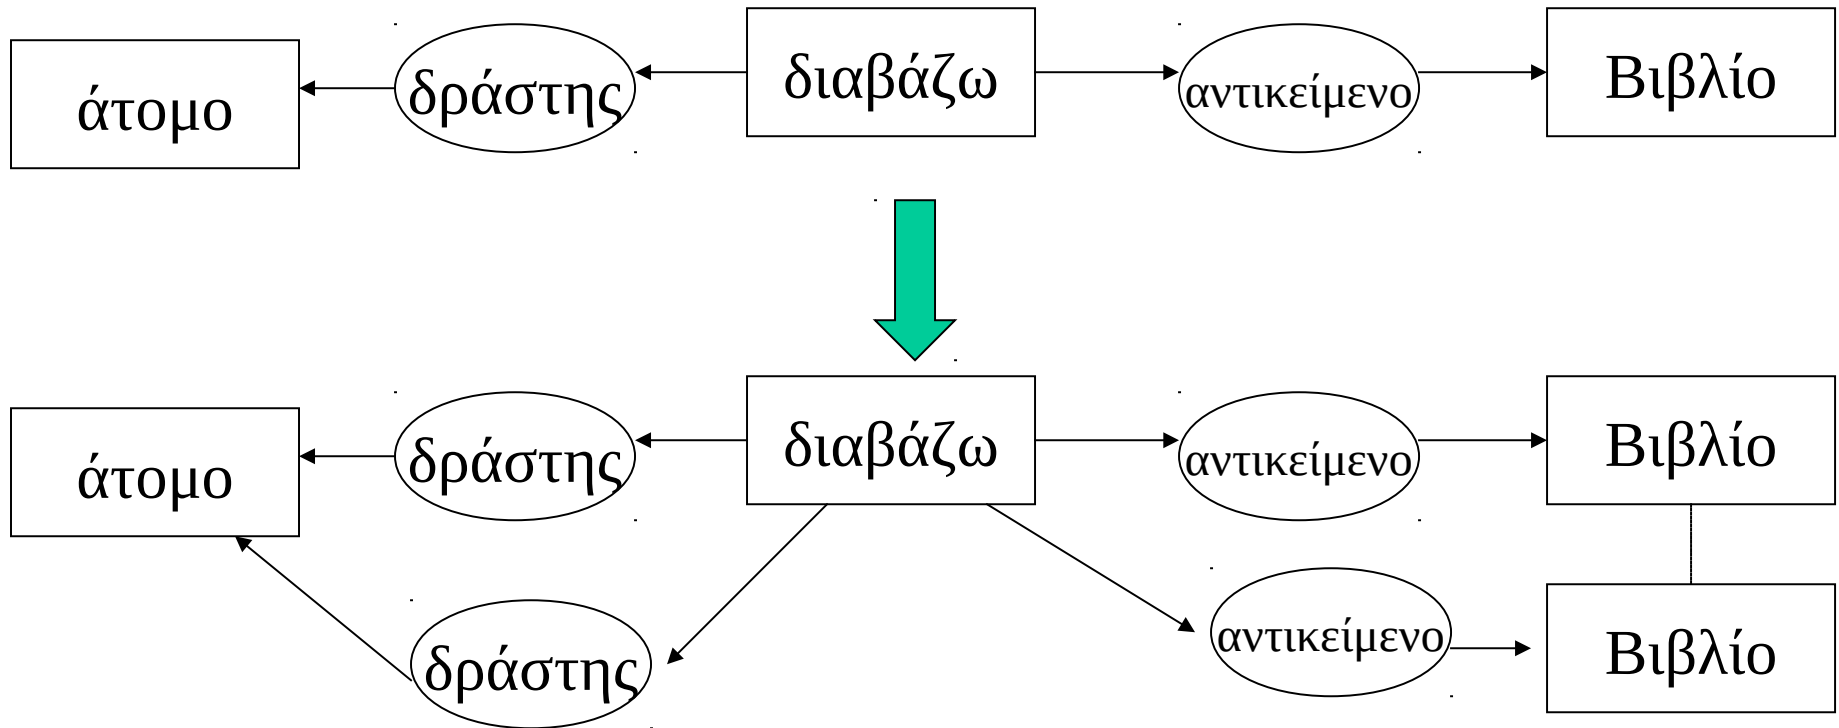 άτομο
δράστης
διαβάζω
αντικείμενο
Βιβλίο
άτομο
δράστης
διαβάζω
αντικείμενο
Βιβλίο
δράστης
αντικείμενο
Βιβλίο